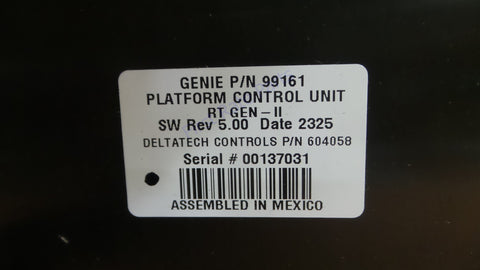 GENIE P/N 99161
PLATFORM CONTROL UNIT
RT GEN-II
SW Rev 5.00 Date 2325
DELTATECH CONTROLS P/N 604058
Serial # 00137031
ASSEMBLED IN MEXICO